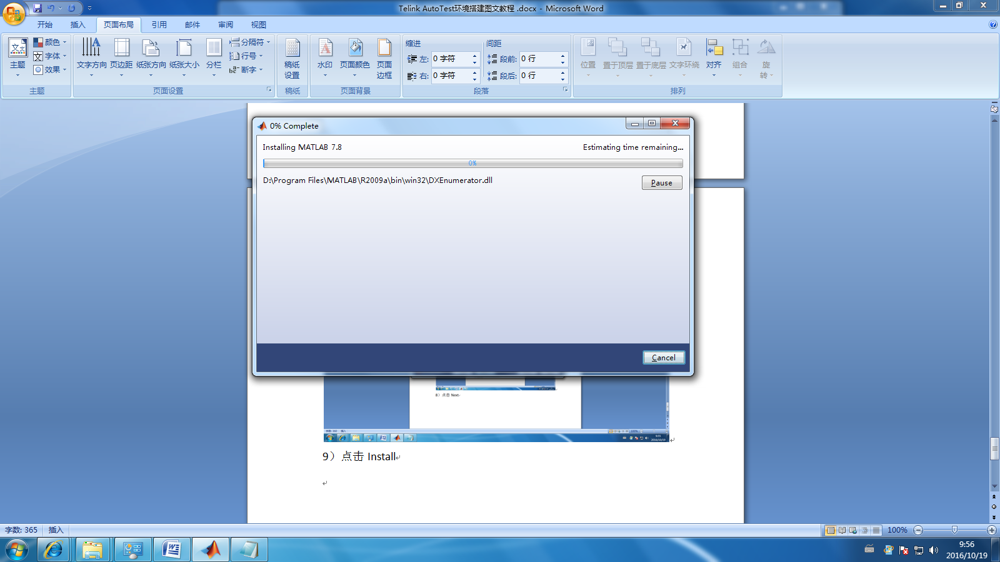 Telink AutoTest环境搭建图文教程 .docx - Microsoft Word
开始 插入 页面布局 引用 邮件 审阅 视图
主题 颜色 字体 效果
文字方向 页边距 纸张方向 纸张大小 分栏 分隔符 行号 断字
稿纸 设置
水印 页面颜色 页面 边框
缩进 左: 0 字符 右: 0 字符
间距 段前: 0 行 段后: 0 行
位置 置于顶层 置于底层 文字环绕 对齐 组合 旋 转
主题 页面设置 稿纸 页面背景 段落 排列
0% Complete
Installing MATLAB 7.8 Estimating time remaining...
0%
D:\Program Files\MATLAB\R2009a\bin\win32\DXEnumerator.dll
Pause
Cancel
8）点击 Next
9）点击 Install
字数: 365 插入 100%
9:56
2016/10/19